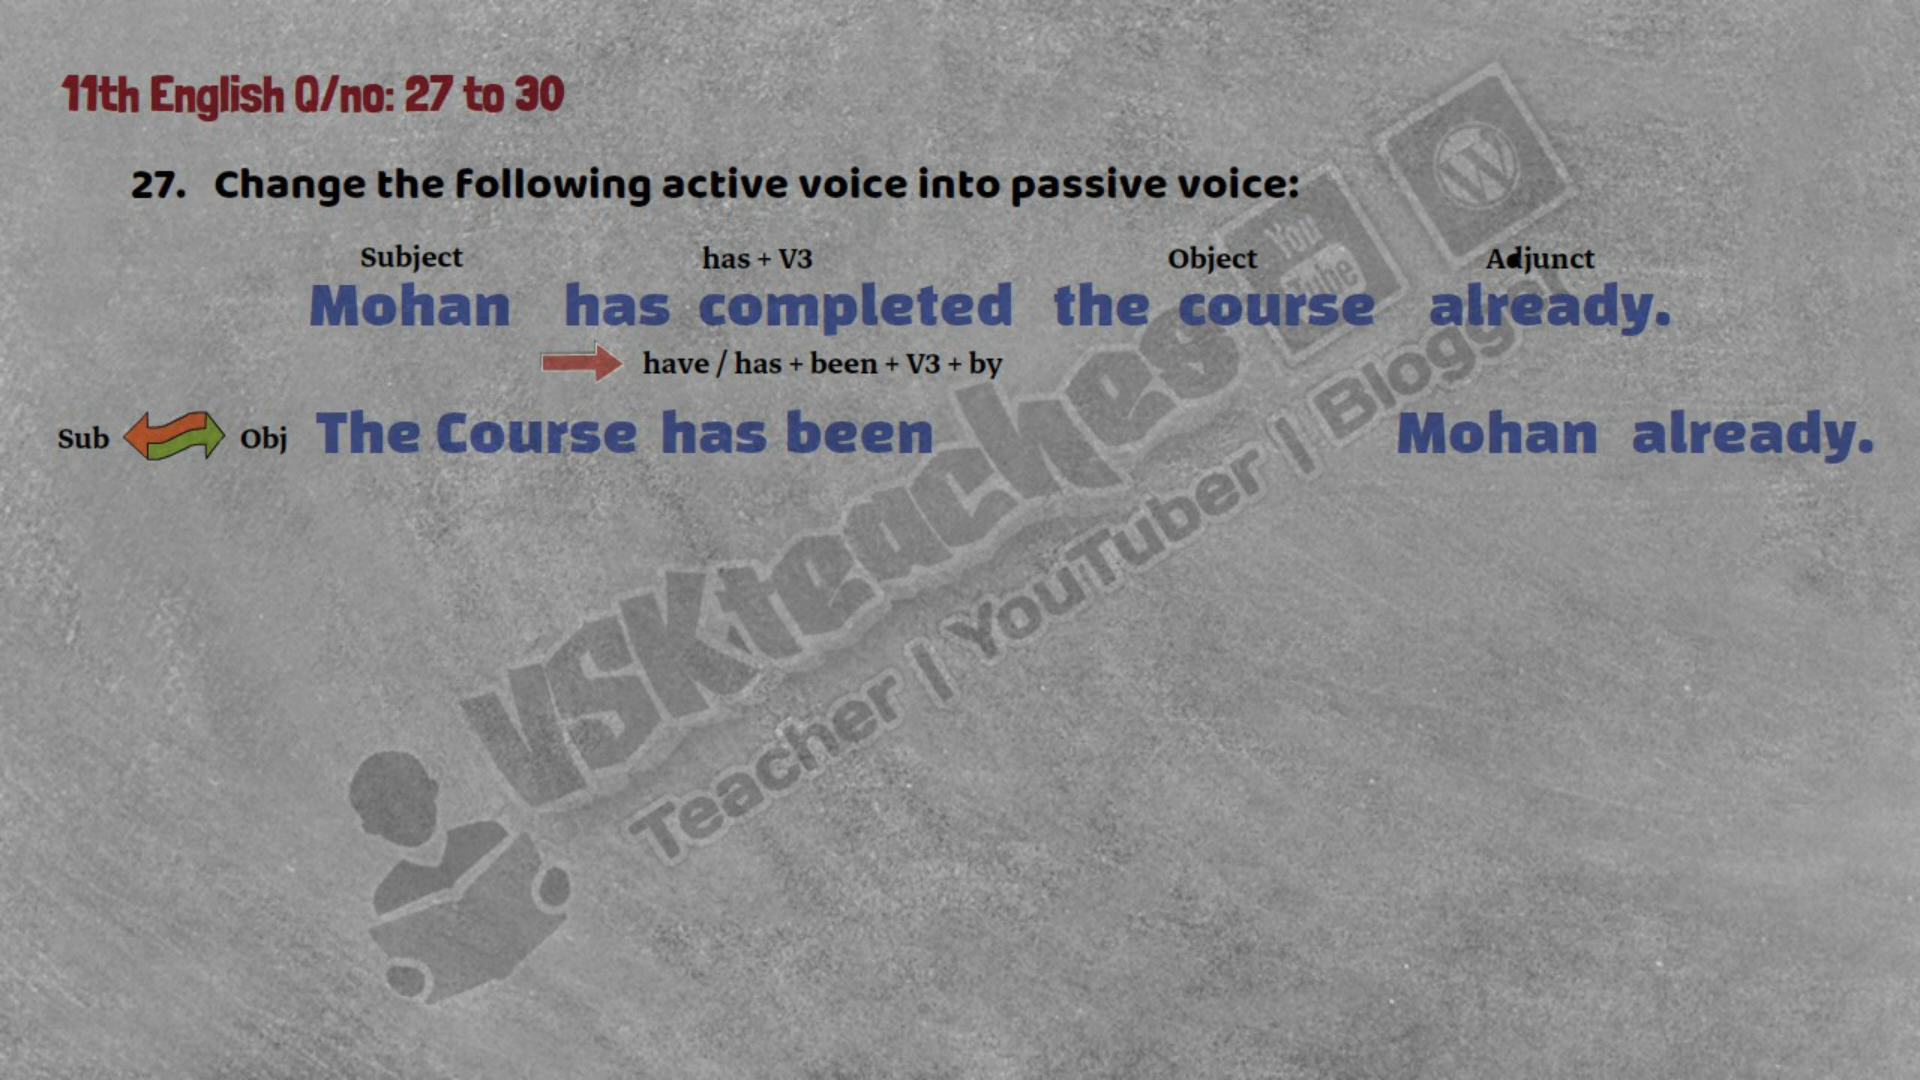 11th English Q/no: 27 to 30
27. Change the following active voice into passive voice:
Subject has + V3 Object Adjunct
Mohan has completed the course already.
have / has + been + V3 + by
Sub Obj The Course has been Mohan already.
VSKteaches
Teacher | YouTuber | Blogger
You Tube
W